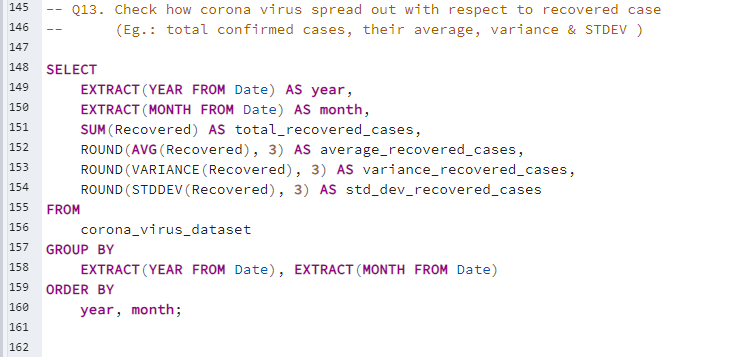 145 -- Q13. Check how corona virus spread out with respect to recovered case
146 --       (Eg.: total confirmed cases, their average, variance & STDEV )
147
148 SELECT
149     EXTRACT(YEAR FROM Date) AS year,
150     EXTRACT(MONTH FROM Date) AS month,
151     SUM(Recovered) AS total_recovered_cases,
152     ROUND(AVG(Recovered), 3) AS average_recovered_cases,
153     ROUND(VARIANCE(Recovered), 3) AS variance_recovered_cases,
154     ROUND(STDDEV(Recovered), 3) AS std_dev_recovered_cases
155 FROM
156     corona_virus_dataset
157 GROUP BY
158     EXTRACT(YEAR FROM Date), EXTRACT(MONTH FROM Date)
159 ORDER BY
160     year, month;
161
162